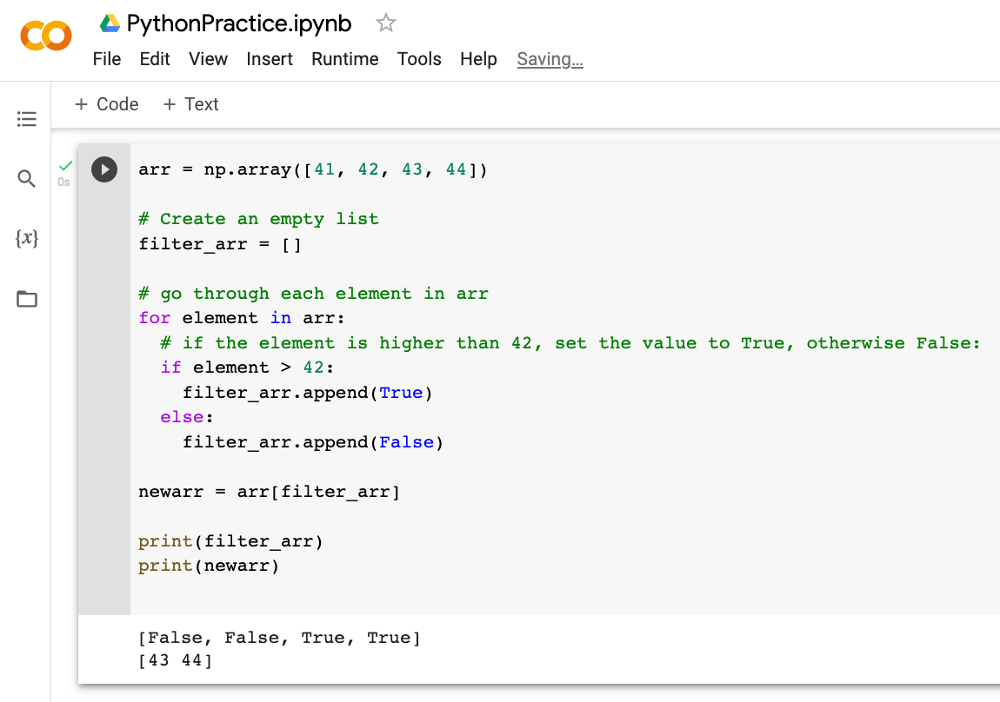 PythonPractice.ipynb
File Edit View Insert Runtime Tools Help Saving...
+ Code + Text
{x}
0s
arr = np.array([41, 42, 43, 44])
# Create an empty list
filter_arr = []
# go through each element in arr
for element in arr:
  # if the element is higher than 42, set the value to True, otherwise False:
  if element > 42:
    filter_arr.append(True)
  else:
    filter_arr.append(False)
newarr = arr[filter_arr]
print(filter_arr)
print(newarr)
[False, False, True, True]
[43 44]